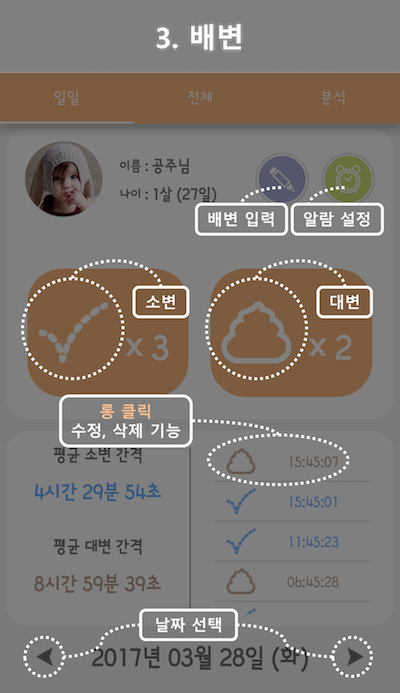 3. 배변
일일 전체 분석
이름 : 공주님
나이 : 1살 (27일)
배변 입력 알람 설정
소변 대변
x 3 x 2
롱 클릭
수정, 삭제 기능
평균 소변 간격
4시간 29분 54초
평균 대변 간격
8시간 59분 39초
15:45:07
15:45:01
11:45:23
06:45:28
날짜 선택
2017년 03월 28일 (화)